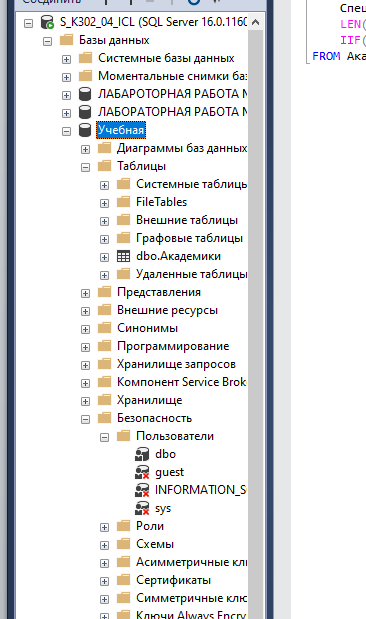 S_K302_04_ICL (SQL Server 16.0.1160
Базы данных
Системные базы данных
Моментальные снимки баз
ЛАБАРОТОРНАЯ РАБОТА
ЛАБОРАТОРНАЯ РАБОТА
Учебная
Диаграммы баз данных
Таблицы
Системные таблицы
FileTables
Внешние таблицы
Графовые таблицы
dbo.Академики
Удаленные таблицы
Представления
Внешние ресурсы
Синонимы
Программирование
Хранилище запросов
Компонент Service Brok
Хранилище
Безопасность
Пользователи
dbo
guest
INFORMATION_S
sys
Роли
Схемы
Асимметричные кл
Сертификаты
Симметричные клю
Ключи Always Encry
Спец
LEN(
IIF(
FROM Ака